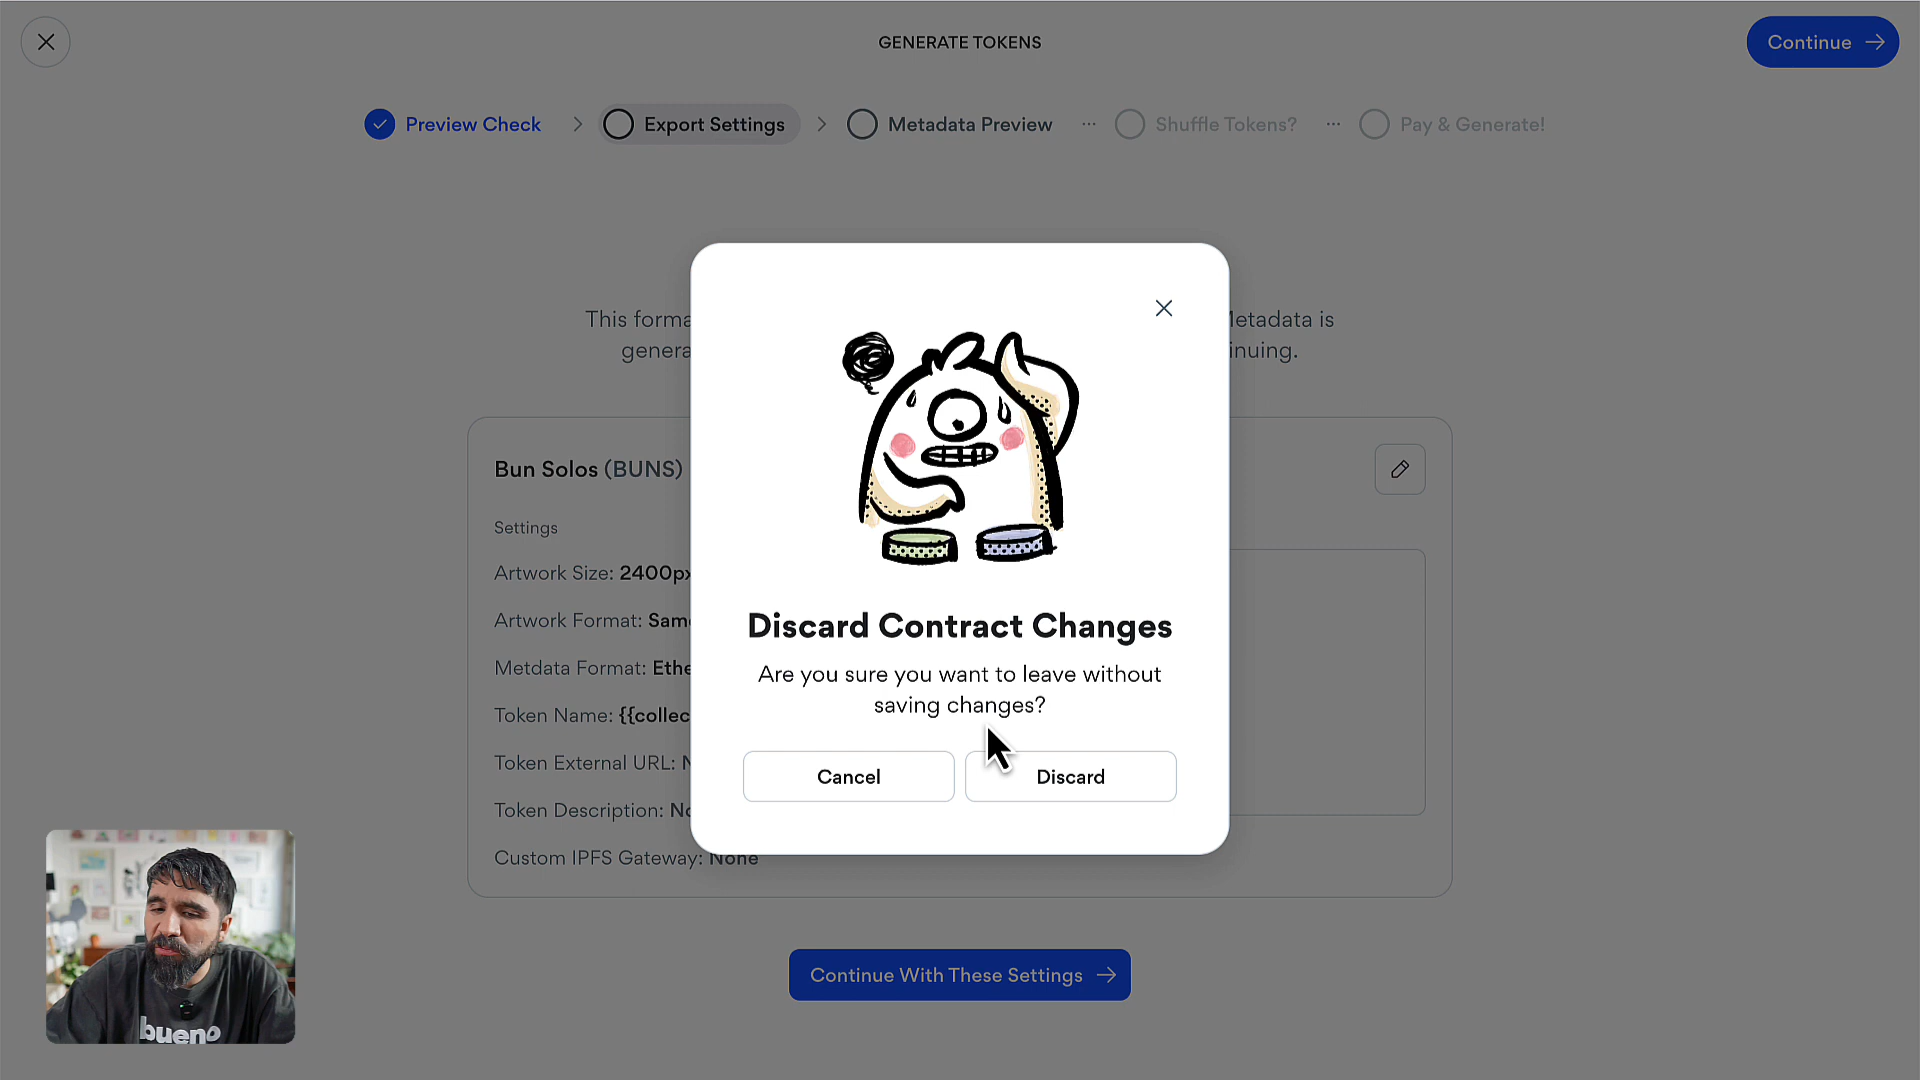 GENERATE TOKENS
Continue
Preview Check
Export Settings
Metadata Preview
Shuffle Tokens?
Pay & Generate!
This forma
Metadata is
genera
inuing.
Bun Solos (BUNS)
Settings
Artwork Size: 2400px
Artwork Format: Same
Metdata Format: Ethe
Token Name: {{collec
Token External URL: N
Token Description: No
Custom IPFS Gateway: None
Discard Contract Changes
Are you sure you want to leave without
saving changes?
Cancel
Discard
Continue With These Settings
bueno